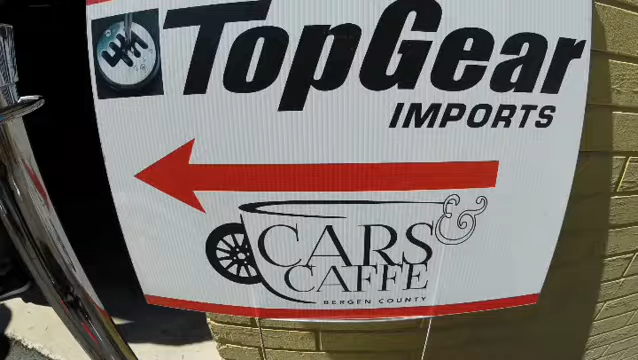 TopGear
IMPORTS
CARS &
CAFFE
BERGEN COUNTY